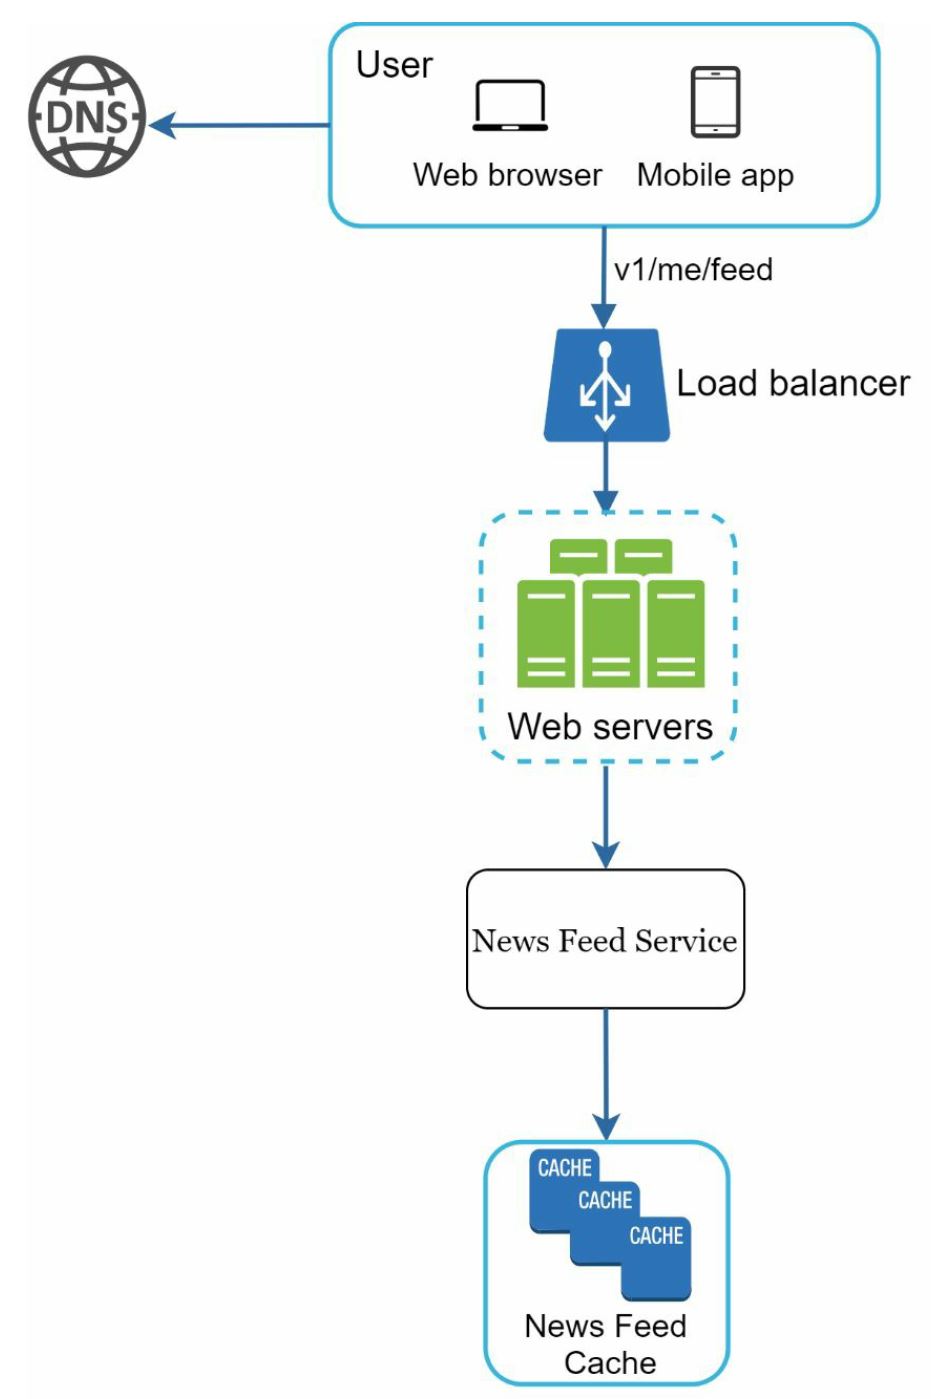 DNS
User
Web browser
Mobile app
v1/me/feed
Load balancer
Web servers
News Feed Service
CACHE
CACHE
CACHE
News Feed
Cache